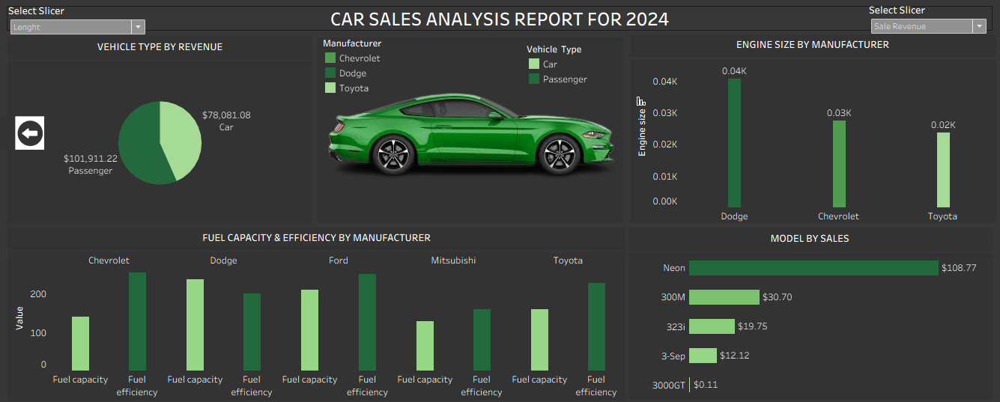 Select Slicer
Lenght
CAR SALES ANALYSIS REPORT FOR 2024
Select Slicer
Sale Revenue
VEHICLE TYPE BY REVENUE
$78,081.08
Car
$101,911.22
Passenger
Manufacturer
Chevrolet
Dodge
Toyota
Vehicle Type
Car
Passenger
ENGINE SIZE BY MANUFACTURER
Engine size
0.04K
0.03K
0.02K
0.01K
0.00K
0.04K
0.03K
0.02K
Dodge
Chevrolet
Toyota
FUEL CAPACITY & EFFICIENCY BY MANUFACTURER
Chevrolet
Dodge
Ford
Mitsubishi
Toyota
Value
200
100
0
Fuel capacity
Fuel
efficiency
Fuel capacity
Fuel
efficiency
Fuel capacity
Fuel
efficiency
Fuel capacity
Fuel
efficiency
Fuel capacity
Fuel
efficiency
MODEL BY SALES
Neon $108.77
300M $30.70
323i $19.75
3-Sep $12.12
3000GT $0.11